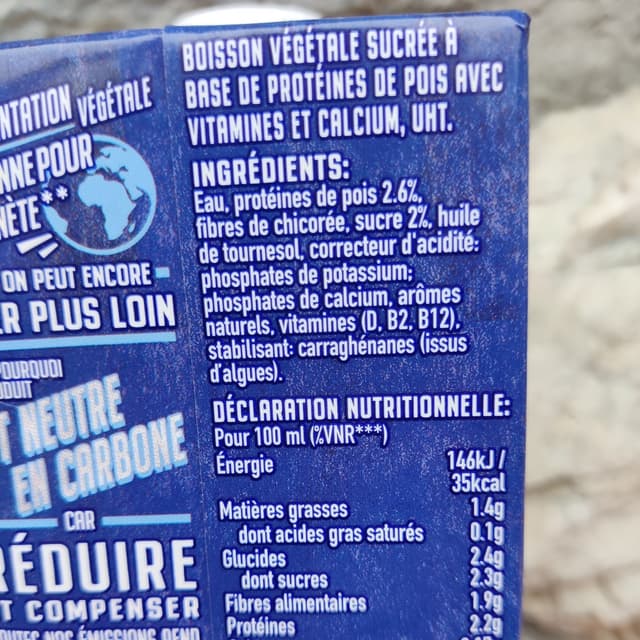 NTATION VÉGÉTALE
POUR
ON PEUT ENCORE
R PLUS LOIN
POURQUOI
DUIT
T NEUTRE
EN CARBONE
CAR
RÉDUIRE
T COMPENSER
BOISSON VÉGÉTALE SUCRÉE À
BASE DE PROTÉINES DE POIS AVEC
VITAMINES ET CALCIUM, UHT.
INGRÉDIENTS:
Eau, protéines de pois 2.6%,
fibres de chicorée, sucre 2%, huile
de tournesol, correcteur d'acidité:
phosphates de potassium;
phosphates de calcium, arômes
naturels, vitamines (D, B2, B12),
stabilisant: carraghénanes (issus
d'algues).
DÉCLARATION NUTRITIONNELLE:
Pour 100 ml (%VNR***)
Énergie 146kJ /
35kcal
Matières grasses 1.4g
dont acides gras saturés 0.1g
Glucides 2.4g
dont sucres 2.3g
Fibres alimentaires 1.9g
Protéines 2.2g